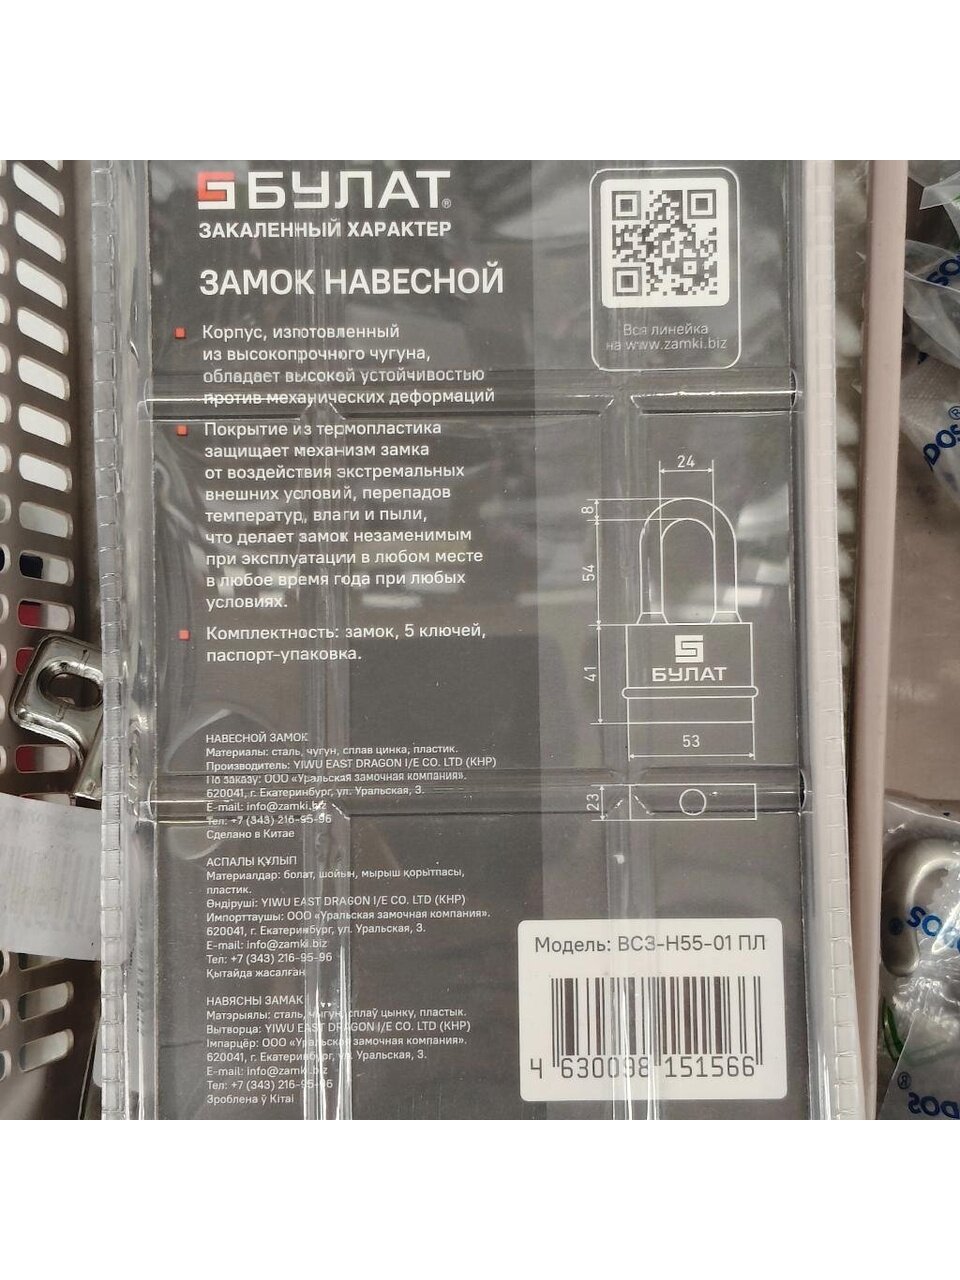 БУЛАТ®
ЗАКАЛЕННЫЙ ХАРАКТЕР
ЗАМОК НАВЕСНОЙ
Корпус, изготовленный
из высокопрочного чугуна,
обладает высокой устойчивостью
против механических деформаций
Покрытие из термопластика
защищает механизм замка
от воздействия экстремальных
внешних условий, перепадов
температур, влаги и пыли,
что делает замок незаменимым
при эксплуатации в любом месте
в любое время года при любых
условиях.
Комплектность: замок, 5 ключей,
паспорт-упаковка.
Вся линейка
на www.zamki.biz
24
8
54
41
БУЛАТ
53
23
НАВЕСНОЙ ЗАМОК
Материалы: сталь, чугун, сплав цинка, пластик.
Производитель: YIWU EAST DRAGON I/E CO. LTD (КНР)
По заказу: ООО «Уральская замочная компания».
620041, г. Екатеринбург, ул. Уральская, 3.
E-mail: info@zamki.biz
Тел: +7 (343) 216-95-96
Сделано в Китае
АСПАЛЫ ҚҰЛЫП
Материалдар: болат, шойын, мырыш қорытпасы,
пластик.
Өндіруші: YIWU EAST DRAGON I/E CO. LTD (КНР)
Импорттаушы: ООО «Уральская замочная компания».
620041, г. Екатеринбург, ул. Уральская, 3.
E-mail: info@zamki.biz
Тел: +7 (343) 216-95-96
Қытайда жасалған
НАВЯСНЫ ЗАМАК
Матэрыялы: сталь, чыгун, сплаў цынку, пластык.
Вытворца: YIWU EAST DRAGON I/E CO. LTD (КНР)
Імпарцёр: ООО «Уральская замочная компания».
620041, г. Екатеринбург, ул. Уральская, 3.
E-mail: info@zamki.biz
Тел: +7 (343) 216-95-96
Зроблена ў Кітаі
Модель: ВС3-Н55-01 ПЛ
4 630098 151566